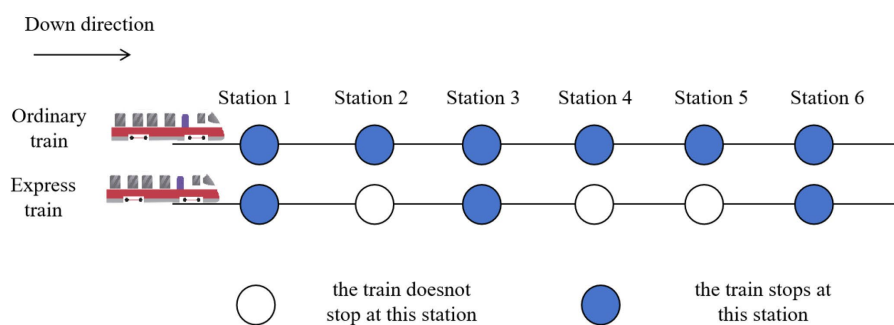 Down direction
Station 1 Station 2 Station 3 Station 4 Station 5 Station 6
Ordinary
train
Express
train
the train doesnot
stop at this station
the train stops at
this station